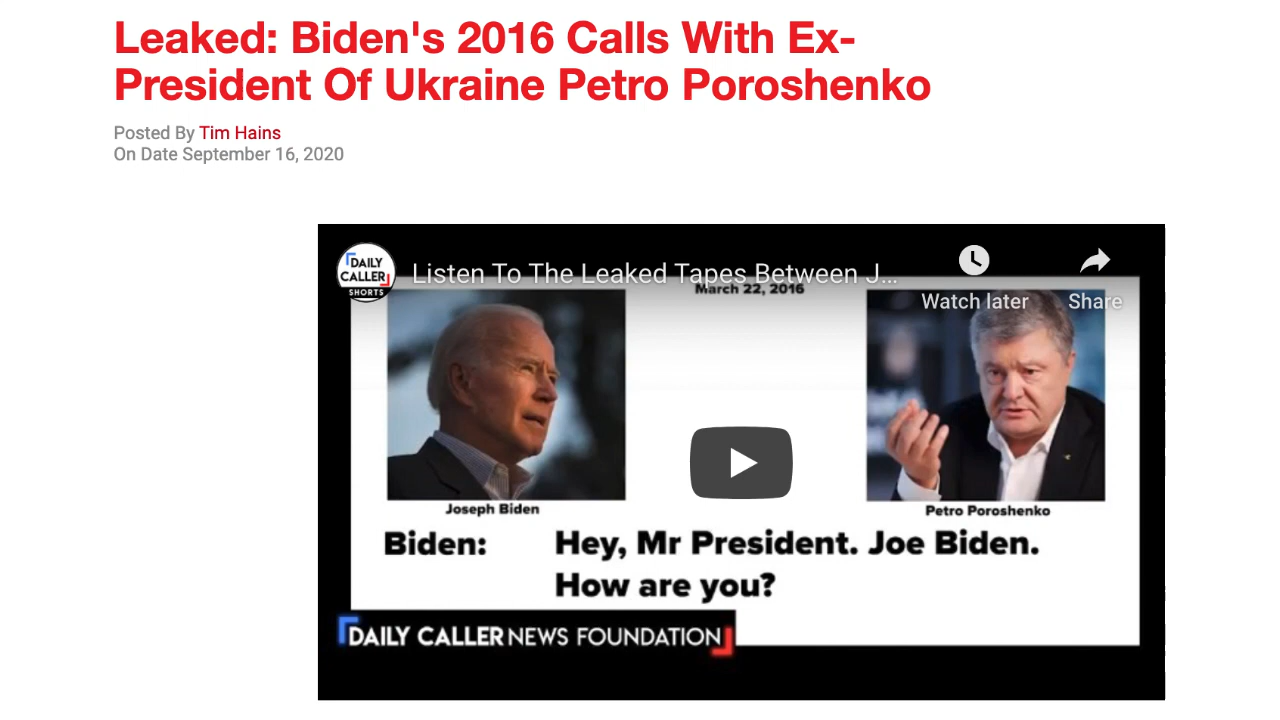 Leaked: Biden's 2016 Calls With Ex-
President Of Ukraine Petro Poroshenko
Posted By Tim Hains
On Date September 16, 2020
DAILY
CALLER
SHORTS
Listen To The Leaked Tapes Between J...
Watch later
Share
March 22, 2016
Joseph Biden
Petro Poroshenko
Biden: Hey, Mr President. Joe Biden.
How are you?
DAILY CALLER NEWS FOUNDATION